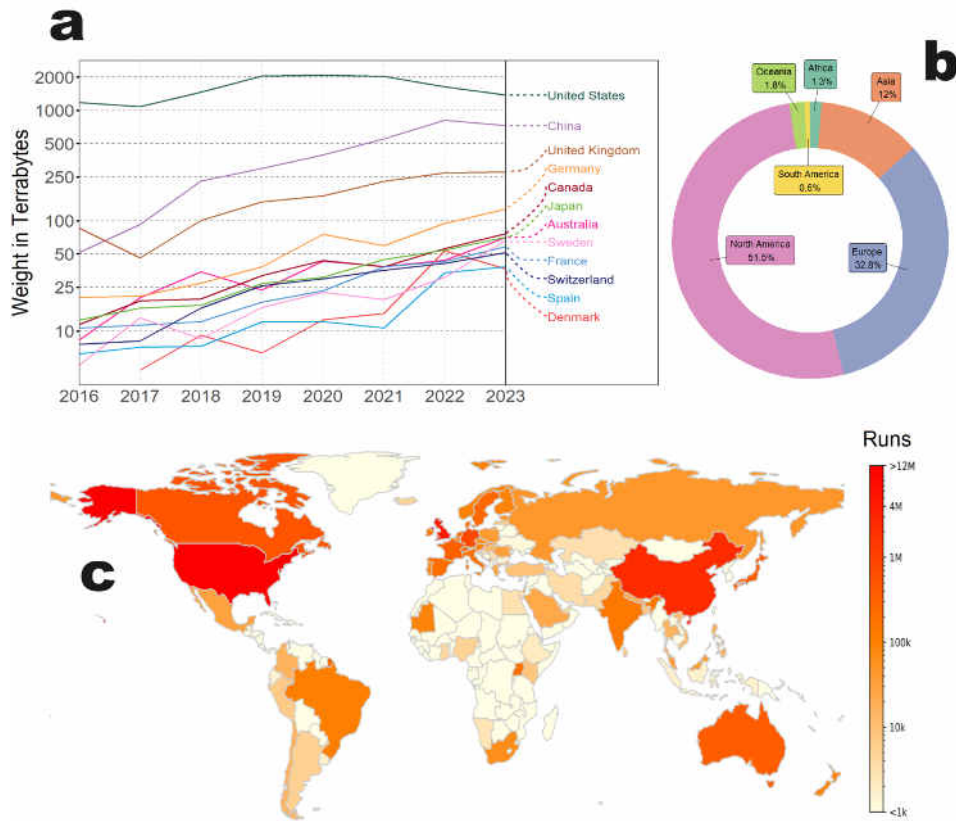 a
Weight in Terrabytes
2000
1000
500
250
100
50
25
10
2016 2017 2018 2019 2020 2021 2022 2023
United States
China
United Kingdom
Germany
Canada
Japan
Australia
Sweden
France
Switzerland
Spain
Denmark
b
Oceania
1.8%
Africa
1.3%
Asia
12%
South America
0.6%
North America
51.5%
Europe
32.8%
c
Runs
>12M
4M
1M
100k
10k
<1k